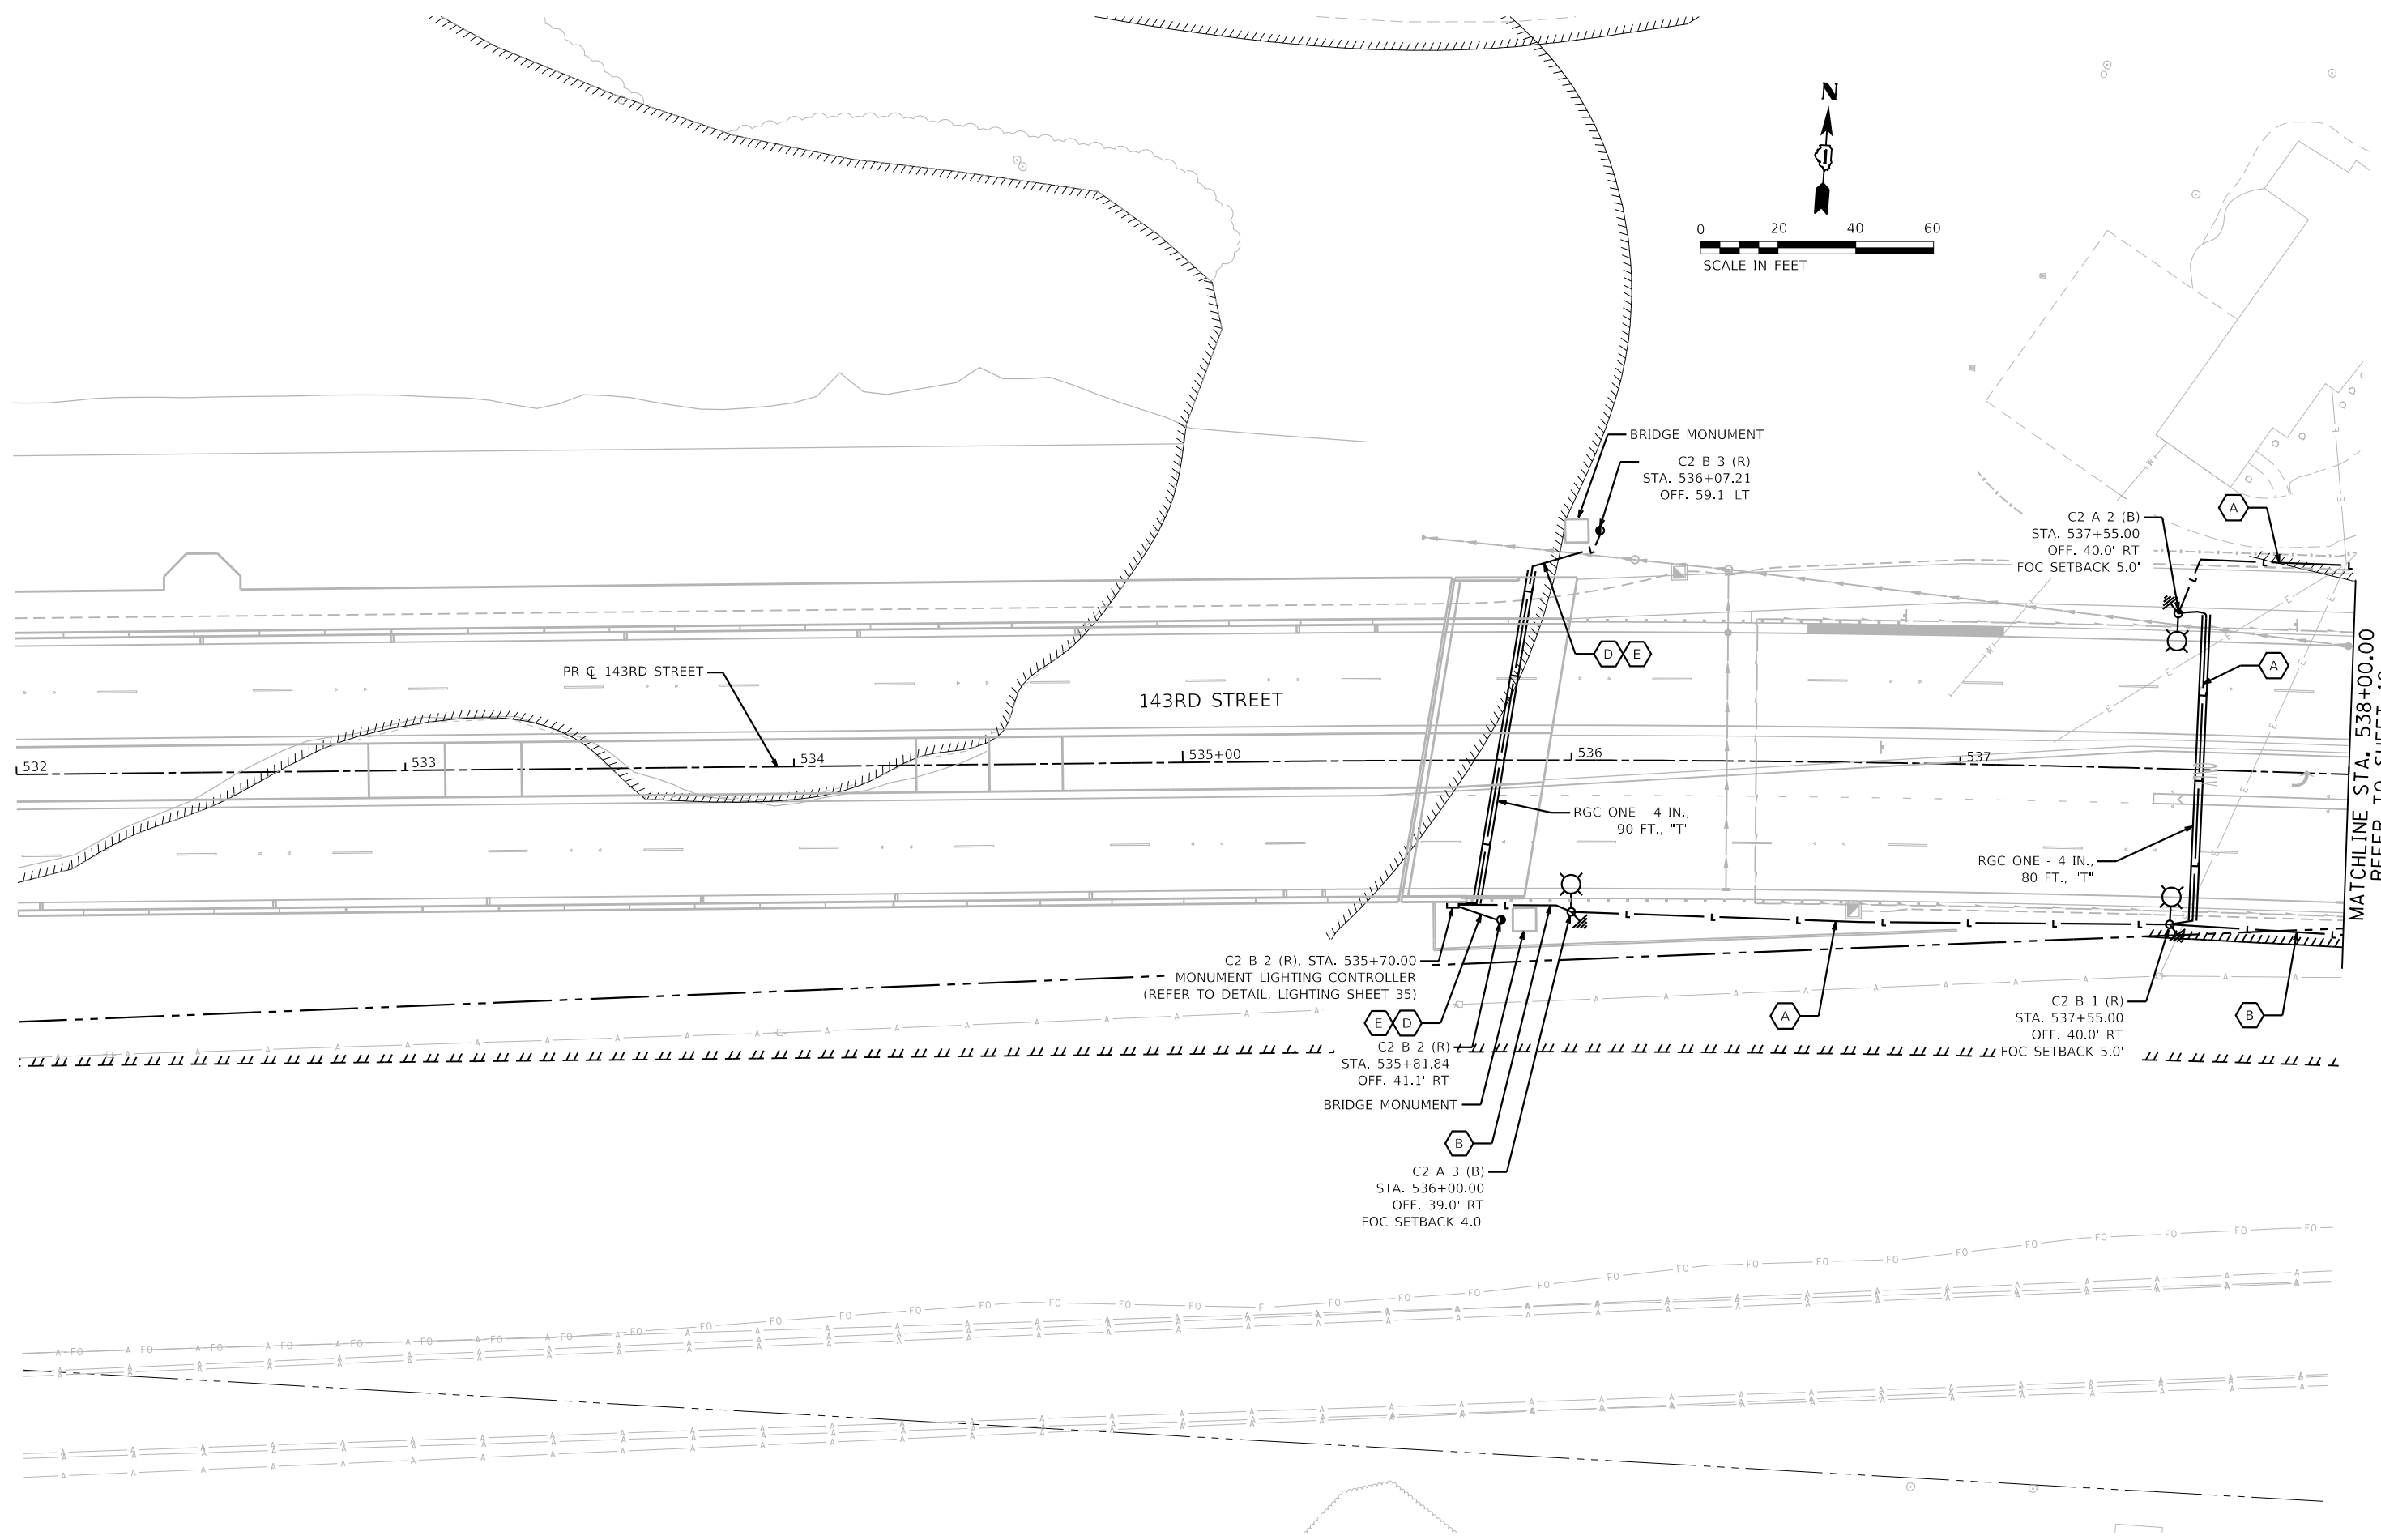 N
1
0 20 40 60
SCALE IN FEET
BRIDGE MONUMENT
C2 B 3 (R)
STA. 536+07.21
OFF. 59.1' LT
C2 A 2 (B)
STA. 537+55.00
OFF. 40.0' RT
FOC SETBACK 5.0'
A
D E
A
PR ℄ 143RD STREET
143RD STREET
532 533 534 535+00 536 537
RGC ONE - 4 IN.,
90 FT., "T"
RGC ONE - 4 IN.,
80 FT., "T"
MATCHLINE STA. 538+00.00
C2 B 2 (R), STA. 535+70.00
MONUMENT LIGHTING CONTROLLER
(REFER TO DETAIL, LIGHTING SHEET 35)
E D
C2 B 2 (R)
STA. 535+81.84
OFF. 41.1' RT
BRIDGE MONUMENT
B
C2 A 3 (B)
STA. 536+00.00
OFF. 39.0' RT
FOC SETBACK 4.0'
A
C2 B 1 (R)
STA. 537+55.00
OFF. 40.0' RT
FOC SETBACK 5.0'
B